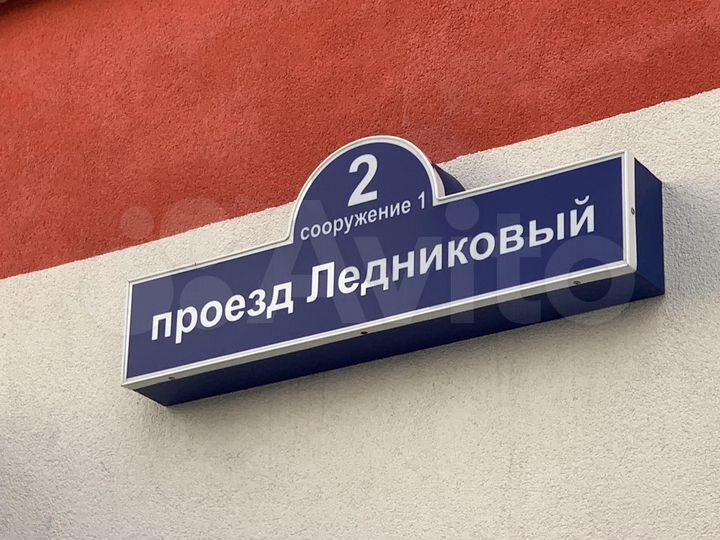 2
сооружение 1
проезд Ледниковый
Avito